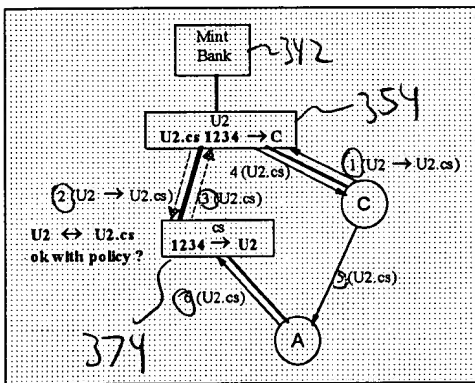 Mint
Bank
342
354
U2
U2.cs 1234 → C
1 (U2 → U2.cs)
4 (U2.cs)
2 (U2 → U2.cs)
3 (U2.cs)
C
U2 ↔ U2.cs
ok with policy ?
cs
1234 → U2
5 (U2.cs)
6 (U2.cs)
374
A